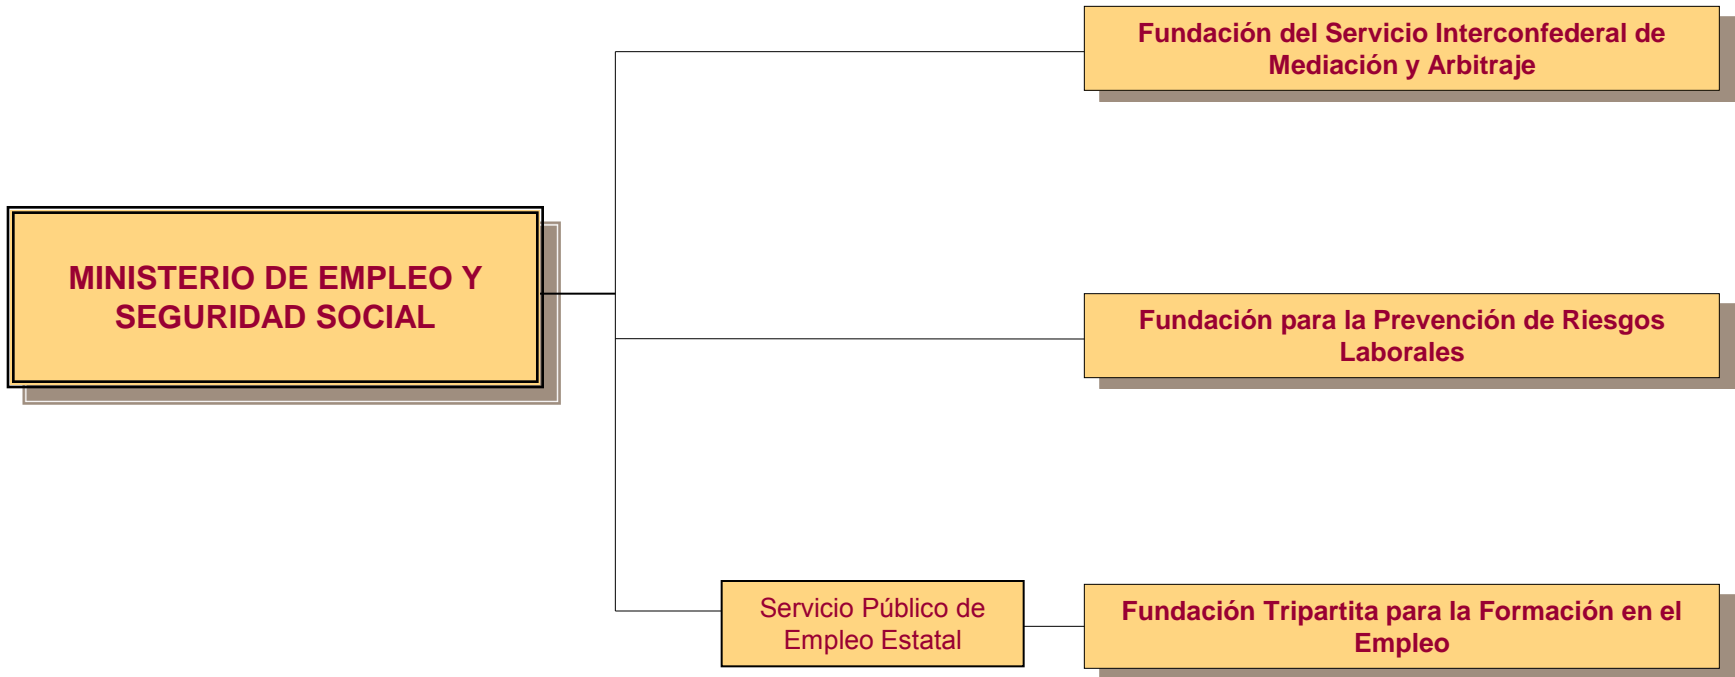 Fundación del Servicio Interconfederal de
Mediación y Arbitraje
MINISTERIO DE EMPLEO Y
SEGURIDAD SOCIAL
Fundación para la Prevención de Riesgos
Laborales
Servicio Público de
Empleo Estatal
Fundación Tripartita para la Formación en el
Empleo